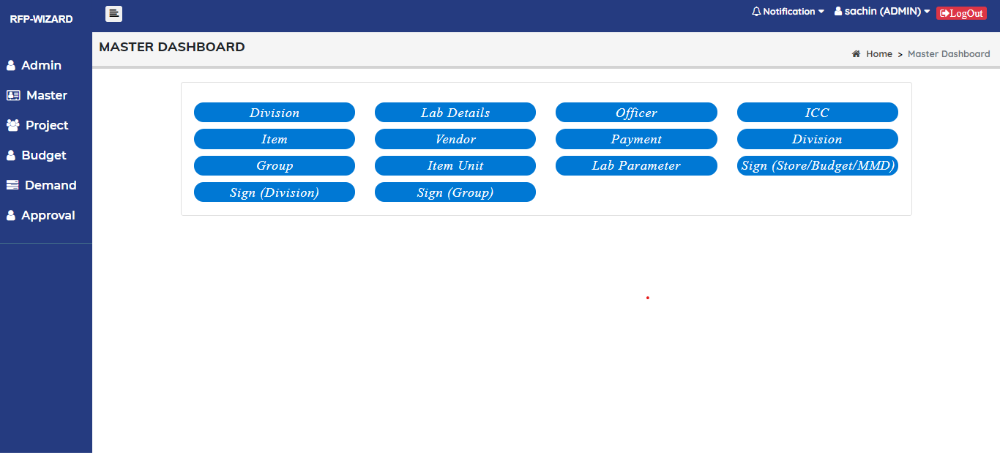 RFP-WIZARD
Notification
sachin (ADMIN)
LogOut
Admin
Master
Project
Budget
Demand
Approval
MASTER DASHBOARD
Home > Master Dashboard
Division
Lab Details
Officer
ICC
Item
Vendor
Payment
Division
Group
Item Unit
Lab Parameter
Sign (Store/Budget/MMD)
Sign (Division)
Sign (Group)